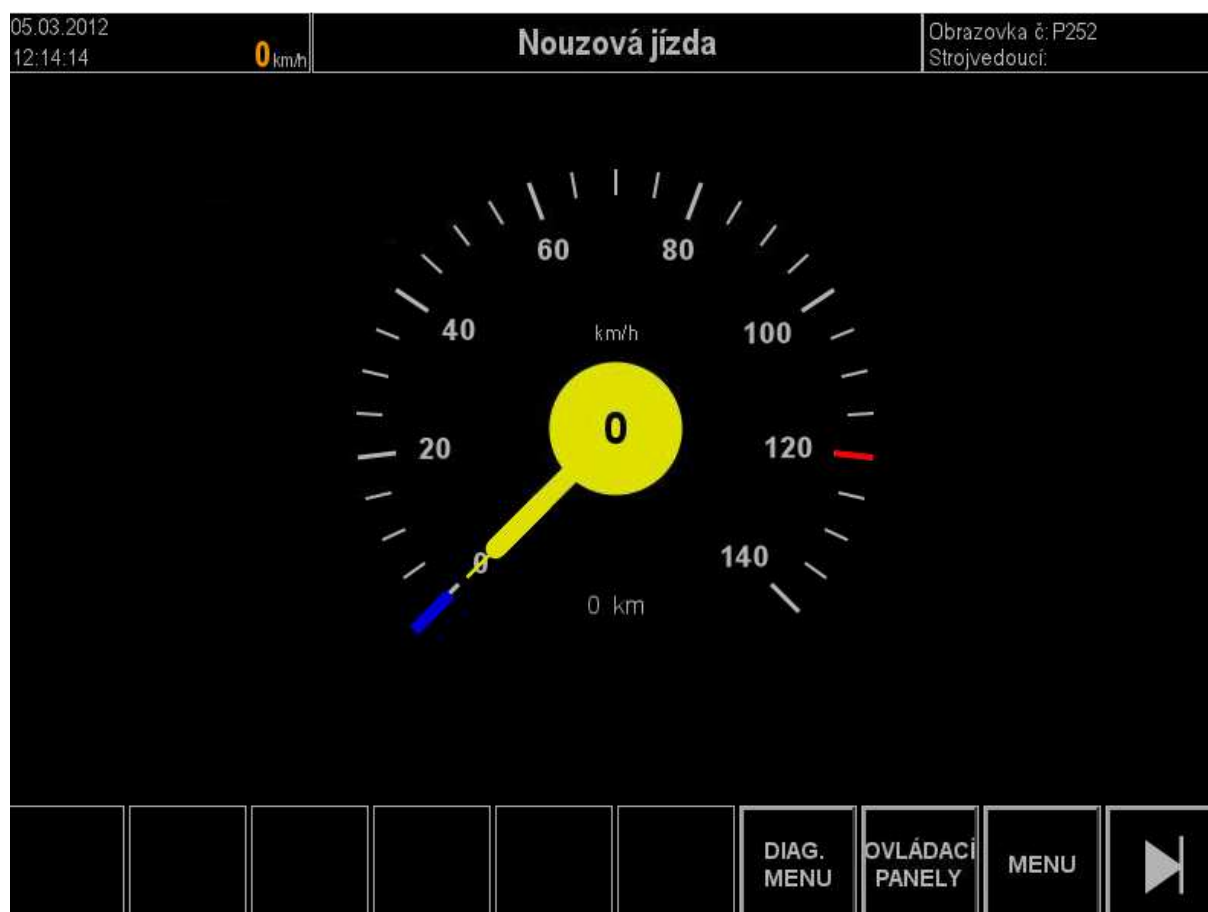 05.03.2012
12:14:14
0 km/h
Nouzová jízda
Obrazovka č: P252
Strojvedoucí:
60
80
40
km/h
100
0
20
120
0
140
0 km
DIAG.
MENU
OVLÁDACÍ
PANELY
MENU